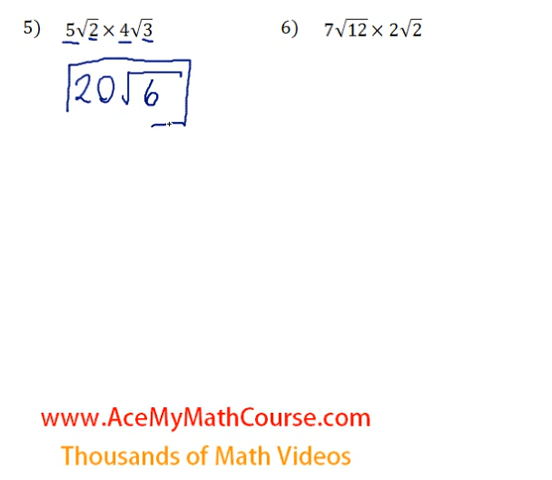 5) 5√2 × 4√3
20√6
6) 7√12 × 2√2
www.AceMyMathCourse.com
Thousands of Math Videos